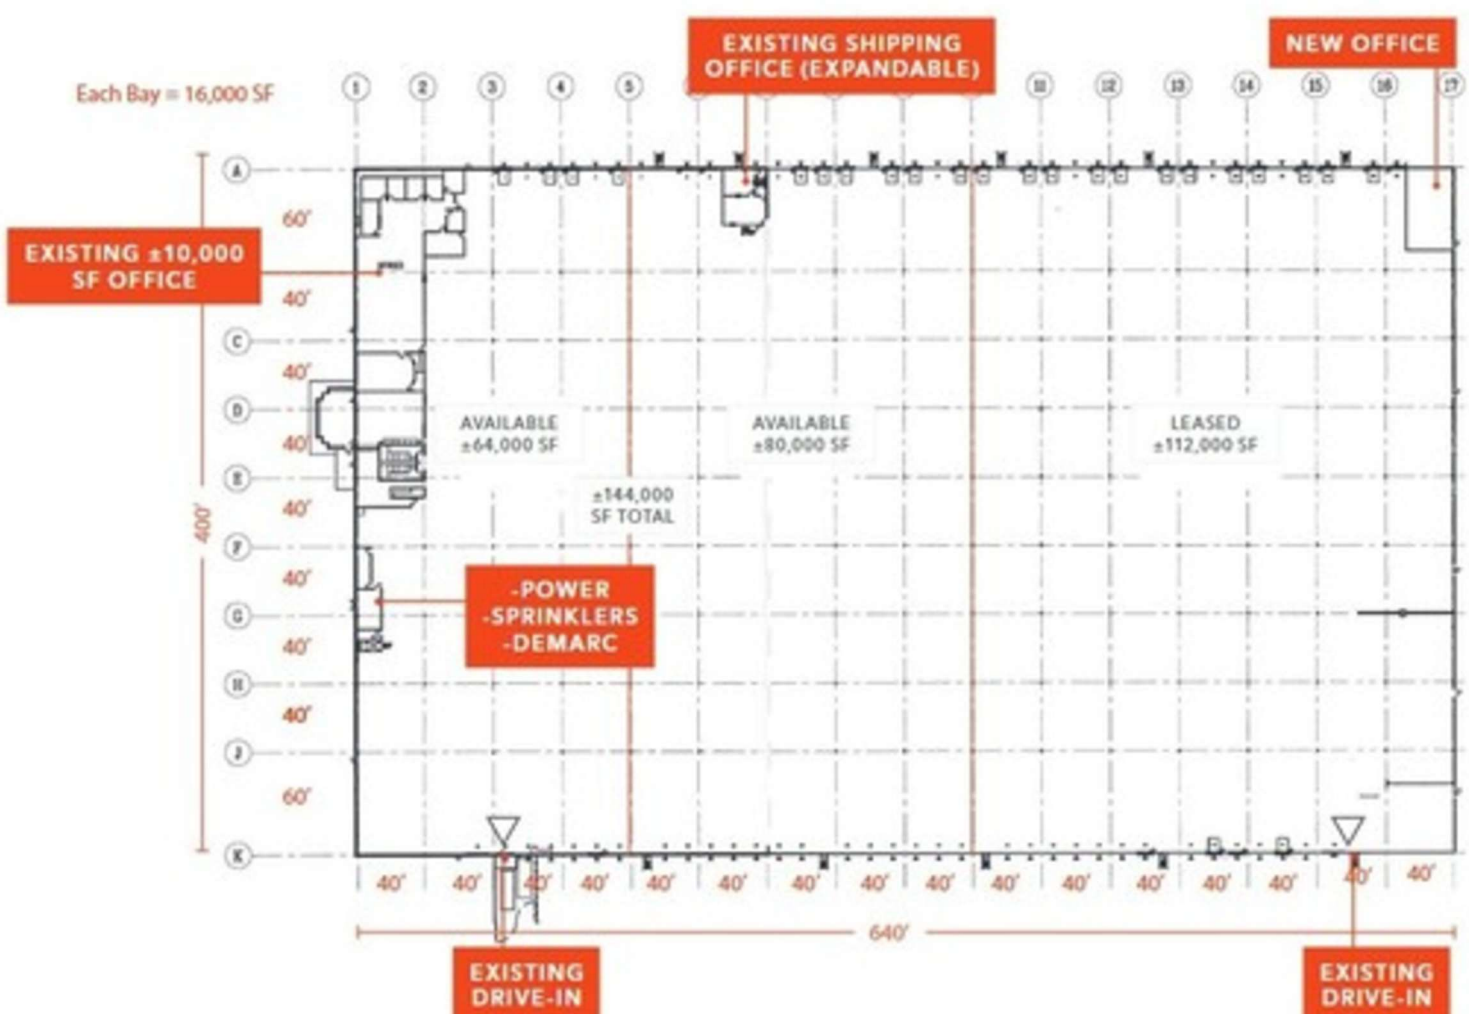 EXISTING SHIPPING
OFFICE (EXPANDABLE)
NEW OFFICE
Each Bay = 16,000 SF
1 2 3 4 5 11 12 13 14 15 16 17
A
60'
EXISTING ±10,000
SF OFFICE
40'
C
40'
D
AVAILABLE
±64,000 SF
AVAILABLE
±80,000 SF
LEASED
±112,000 SF
40'
E
±144,000
SF TOTAL
40'
400'
F
40'
-POWER
-SPRINKLERS
-DEMARC
G
40'
H
40'
J
60'
K
40' 40' 40' 40' 40' 40' 40' 40' 40' 40' 40' 40' 40' 40' 40' 40'
640'
EXISTING
DRIVE-IN
EXISTING
DRIVE-IN